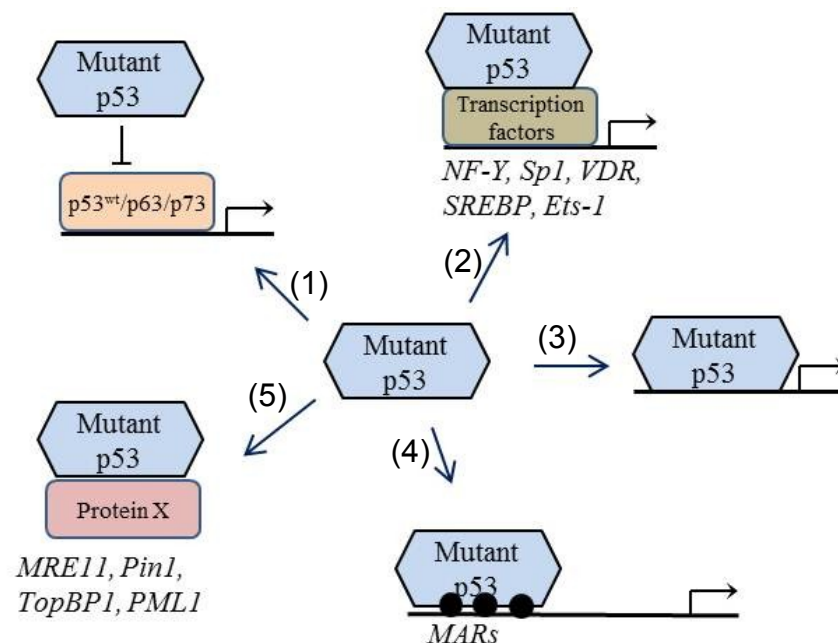 Mutant
p53
p53ʷᵗ/p63/p73
(1)
Mutant
p53
Transcription
factors
NF-Y, Sp1, VDR,
SREBP, Ets-1
(2)
Mutant
p53
(3)
Mutant
p53
(5)
Mutant
p53
Protein X
MRE11, Pin1,
TopBP1, PML1
(4)
Mutant
p53
MARs